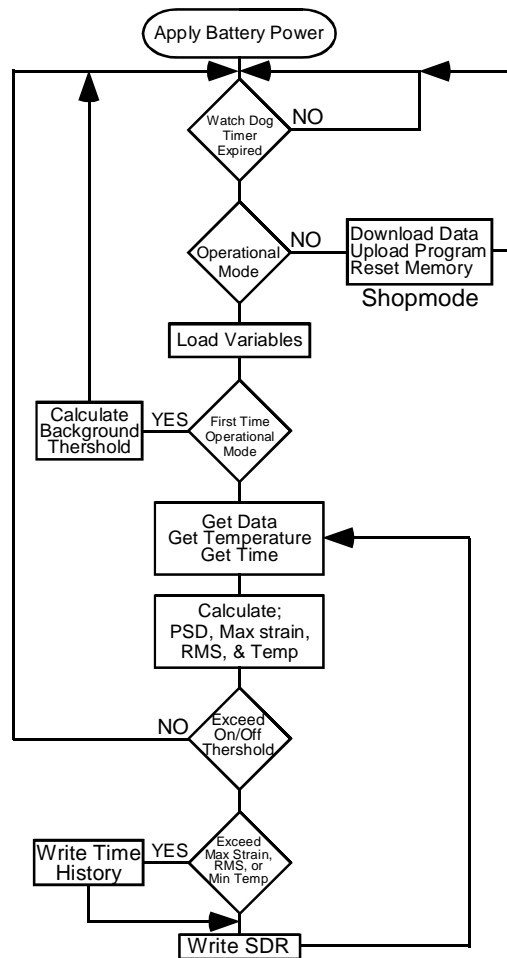 Apply Battery Power
Watch Dog
Timer
Expired
NO
Operational
Mode
NO
Download Data
Upload Program
Reset Memory
Shopmode
Load Variables
First Time
Operational
Mode
YES
Calculate
Background
Thershold
Get Data
Get Temperature
Get Time
Calculate;
PSD, Max strain,
RMS, & Temp
Exceed
On/Off
Thershold
NO
Exceed
Max Strain,
RMS, or
Min Temp
YES
Write Time
History
Write SDR